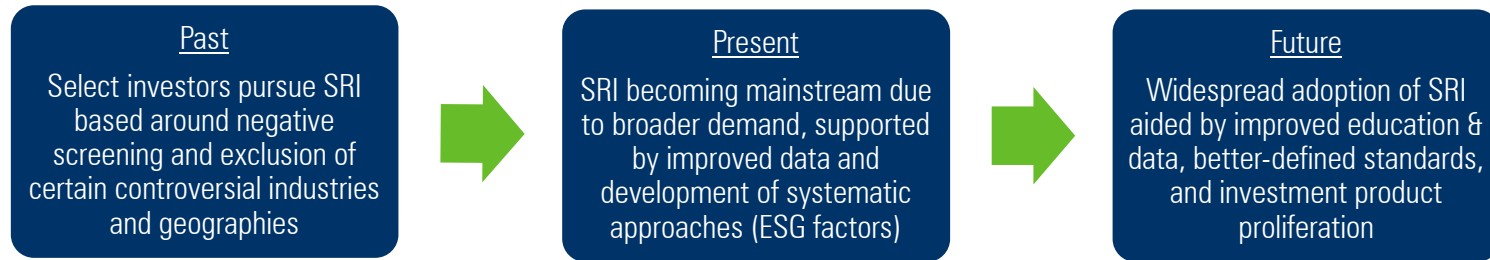 Past
Select investors pursue SRI
based around negative
screening and exclusion of
certain controversial industries
and geographies
Present
SRI becoming mainstream due
to broader demand, supported
by improved data and
development of systematic
approaches (ESG factors)
Future
Widespread adoption of SRI
aided by improved education &
data, better-defined standards,
and investment product
proliferation